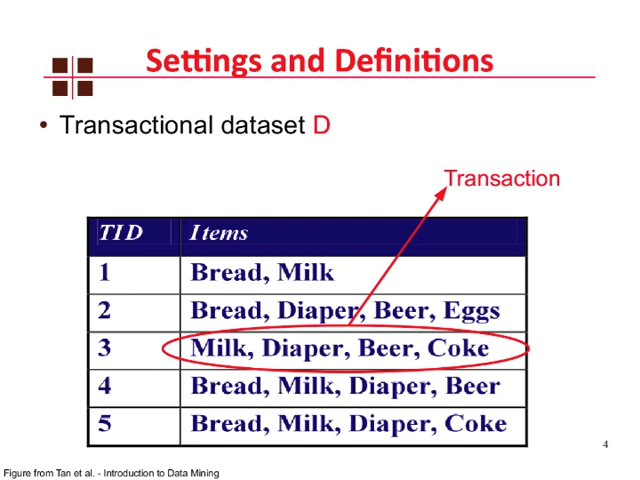 Settings and Definitions
• Transactional dataset D
Transaction
TID Items
1 Bread, Milk
2 Bread, Diaper, Beer, Eggs
3 Milk, Diaper, Beer, Coke
4 Bread, Milk, Diaper, Beer
5 Bread, Milk, Diaper, Coke
4
Figure from Tan et al. - Introduction to Data Mining